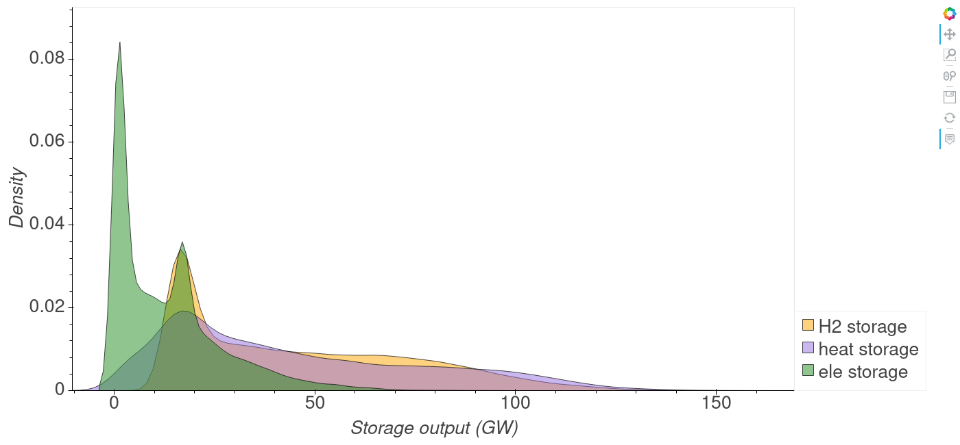 0.08
0.06
0.04
0.02
0
Density
0 50 100 150
Storage output (GW)
H2 storage
heat storage
ele storage